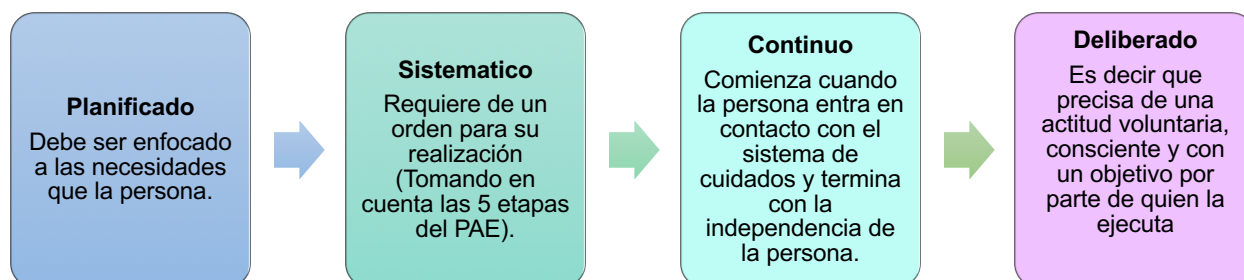 Planificado
Debe ser enfocado
a las necesidades
que la persona.
Sistematico
Requiere de un
orden para su
realización
(Tomando en
cuenta las 5 etapas
del PAE).
Continuo
Comienza cuando
la persona entra en
contacto con el
sistema de
cuidados y termina
con la
independencia de
la persona.
Deliberado
Es decir que
precisa de una
actitud voluntaria,
consciente y con
un objetivo por
parte de quien la
ejecuta